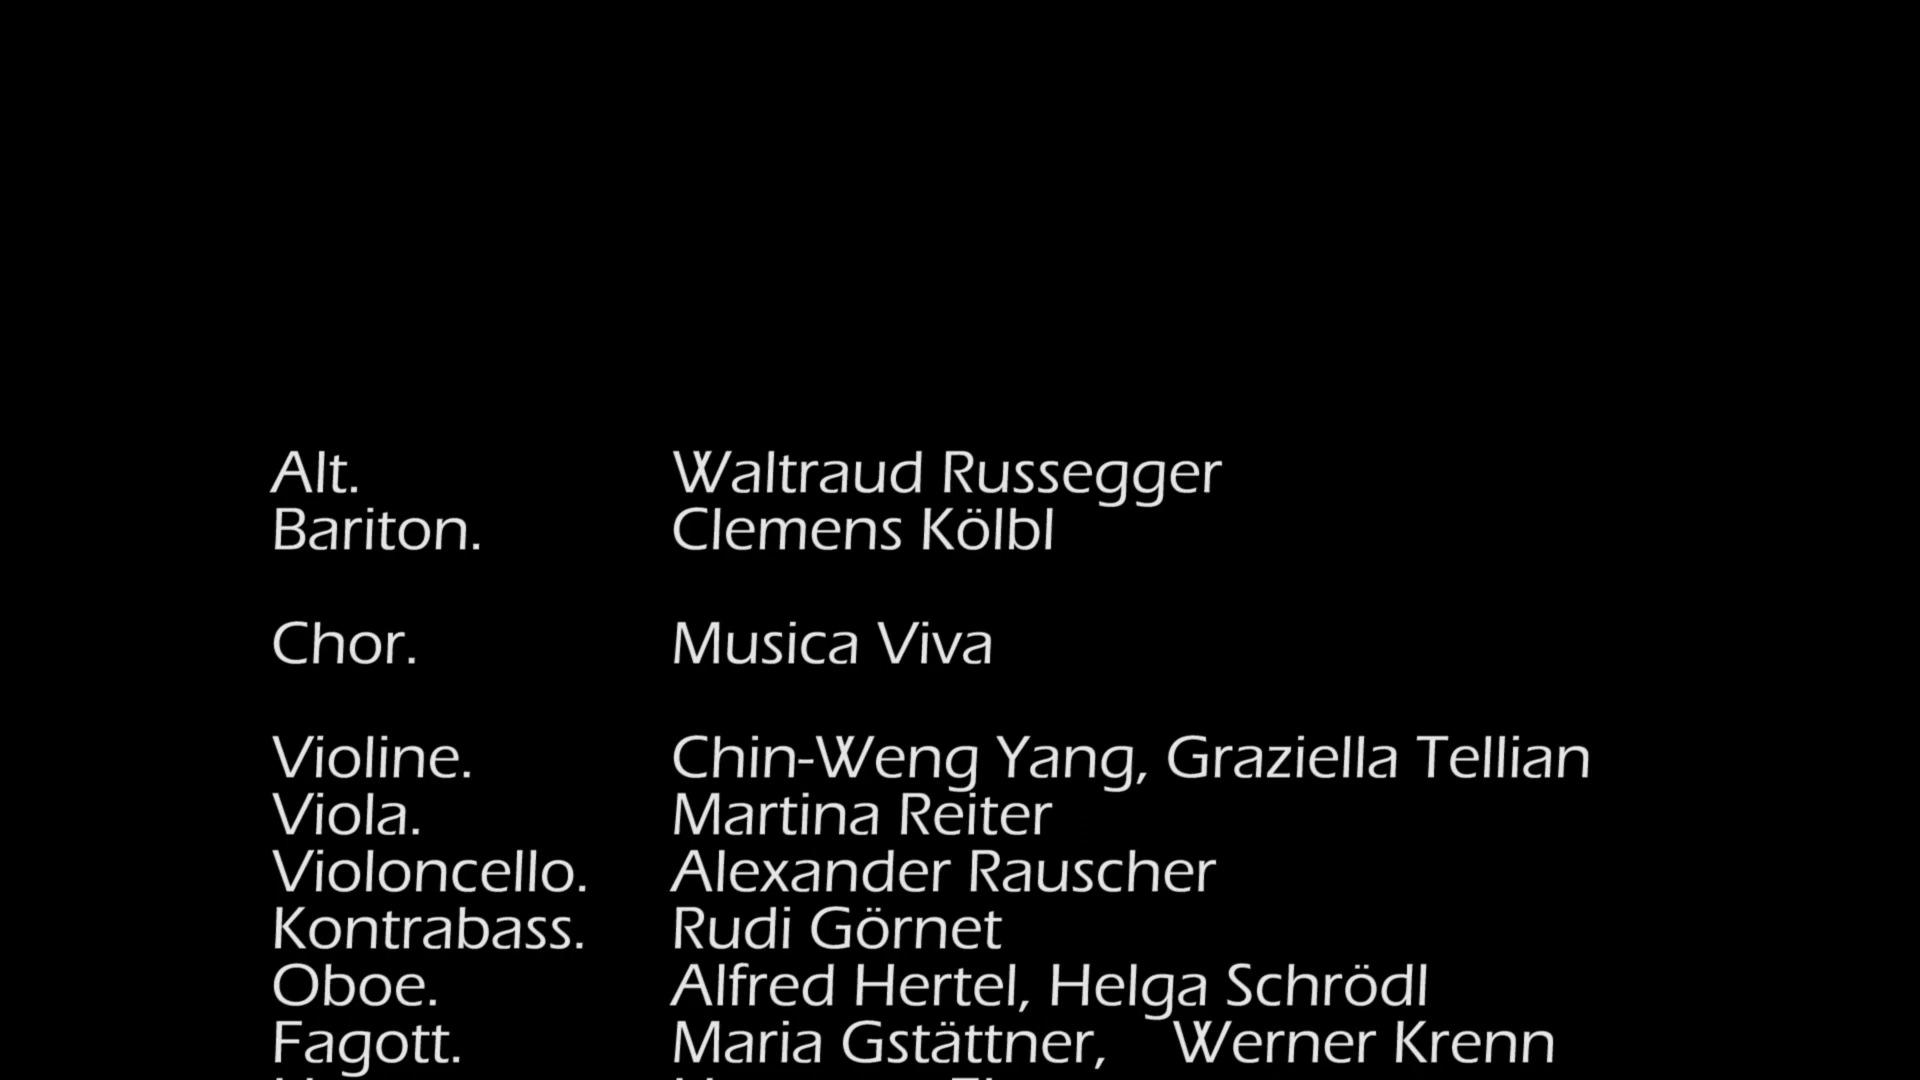 Alt. Waltraud Russegger
Bariton. Clemens Kölbl
Chor. Musica Viva
Violine. Chin-Weng Yang, Graziella Tellian
Viola. Martina Reiter
Violoncello. Alexander Rauscher
Kontrabass. Rudi Görnet
Oboe. Alfred Hertel, Helga Schrödl
Fagott. Maria Gstättner, Werner Krenn